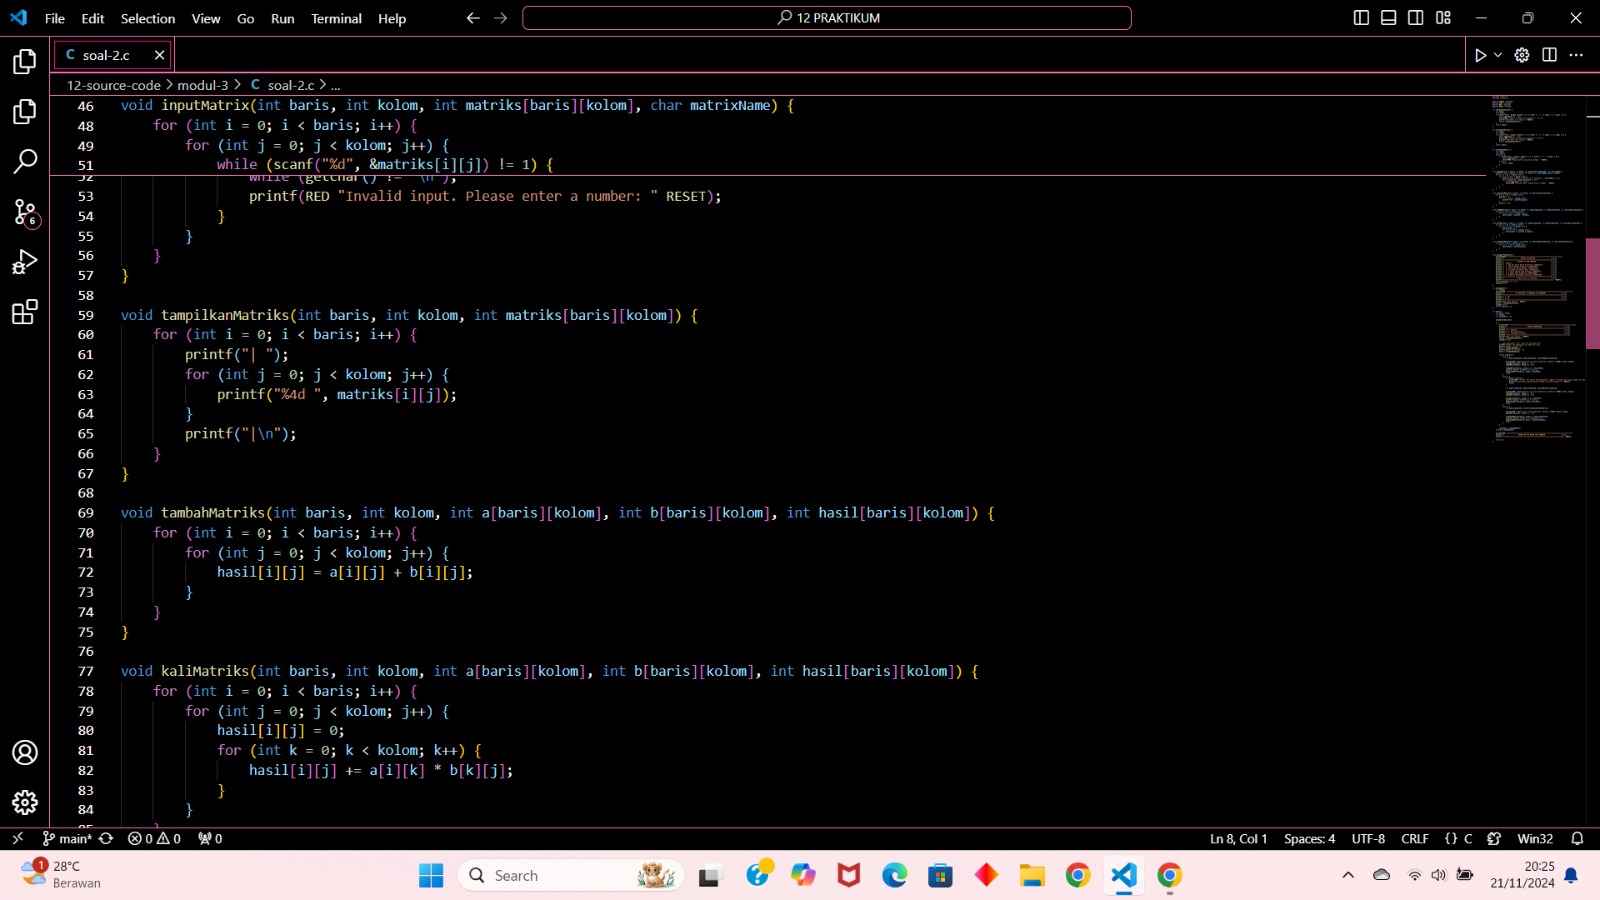 File Edit Selection View Go Run Terminal Help
12 PRAKTIKUM
C soal-2.c
12-source-code > modul-3 > C soal-2.c > ...
46 void inputMatrix(int baris, int kolom, int matriks[baris][kolom], char matrixName) {
48 for (int i = 0; i < baris; i++) {
49 for (int j = 0; j < kolom; j++) {
51 while (scanf("%d", &matriks[i][j]) != 1) {
52 while (getchar() != '\n');
53 printf(RED "Invalid input. Please enter a number: " RESET);
54 }
55 }
56 }
57 }
58
59 void tampilkanMatriks(int baris, int kolom, int matriks[baris][kolom]) {
60 for (int i = 0; i < baris; i++) {
61 printf("| ");
62 for (int j = 0; j < kolom; j++) {
63 printf("%4d ", matriks[i][j]);
64 }
65 printf("|\n");
66 }
67 }
68
69 void tambahMatriks(int baris, int kolom, int a[baris][kolom], int b[baris][kolom], int hasil[baris][kolom]) {
70 for (int i = 0; i < baris; i++) {
71 for (int j = 0; j < kolom; j++) {
72 hasil[i][j] = a[i][j] + b[i][j];
73 }
74 }
75 }
76
77 void kaliMatriks(int baris, int kolom, int a[baris][kolom], int b[baris][kolom], int hasil[baris][kolom]) {
78 for (int i = 0; i < baris; i++) {
79 for (int j = 0; j < kolom; j++) {
80 hasil[i][j] = 0;
81 for (int k = 0; k < kolom; k++) {
82 hasil[i][j] += a[i][k] * b[k][j];
83 }
84 }
6
main* 0 0 0 Ln 8, Col 1 Spaces: 4 UTF-8 CRLF {} C Win32
1 28°C
Berawan
Search
20:25
21/11/2024